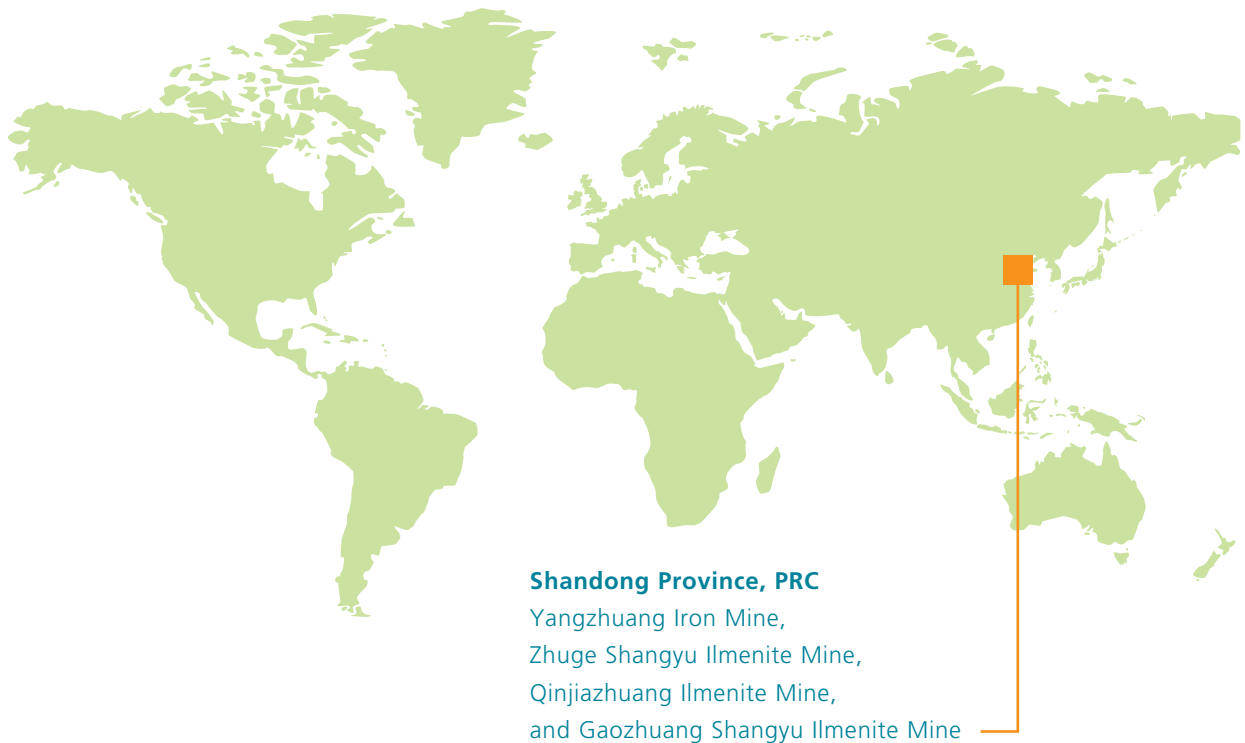 Shandong Province, PRC
Yangzhuang Iron Mine,
Zhuge Shangyu Ilmenite Mine,
Qinjiazhuang Ilmenite Mine,
and Gaozhuang Shangyu Ilmenite Mine